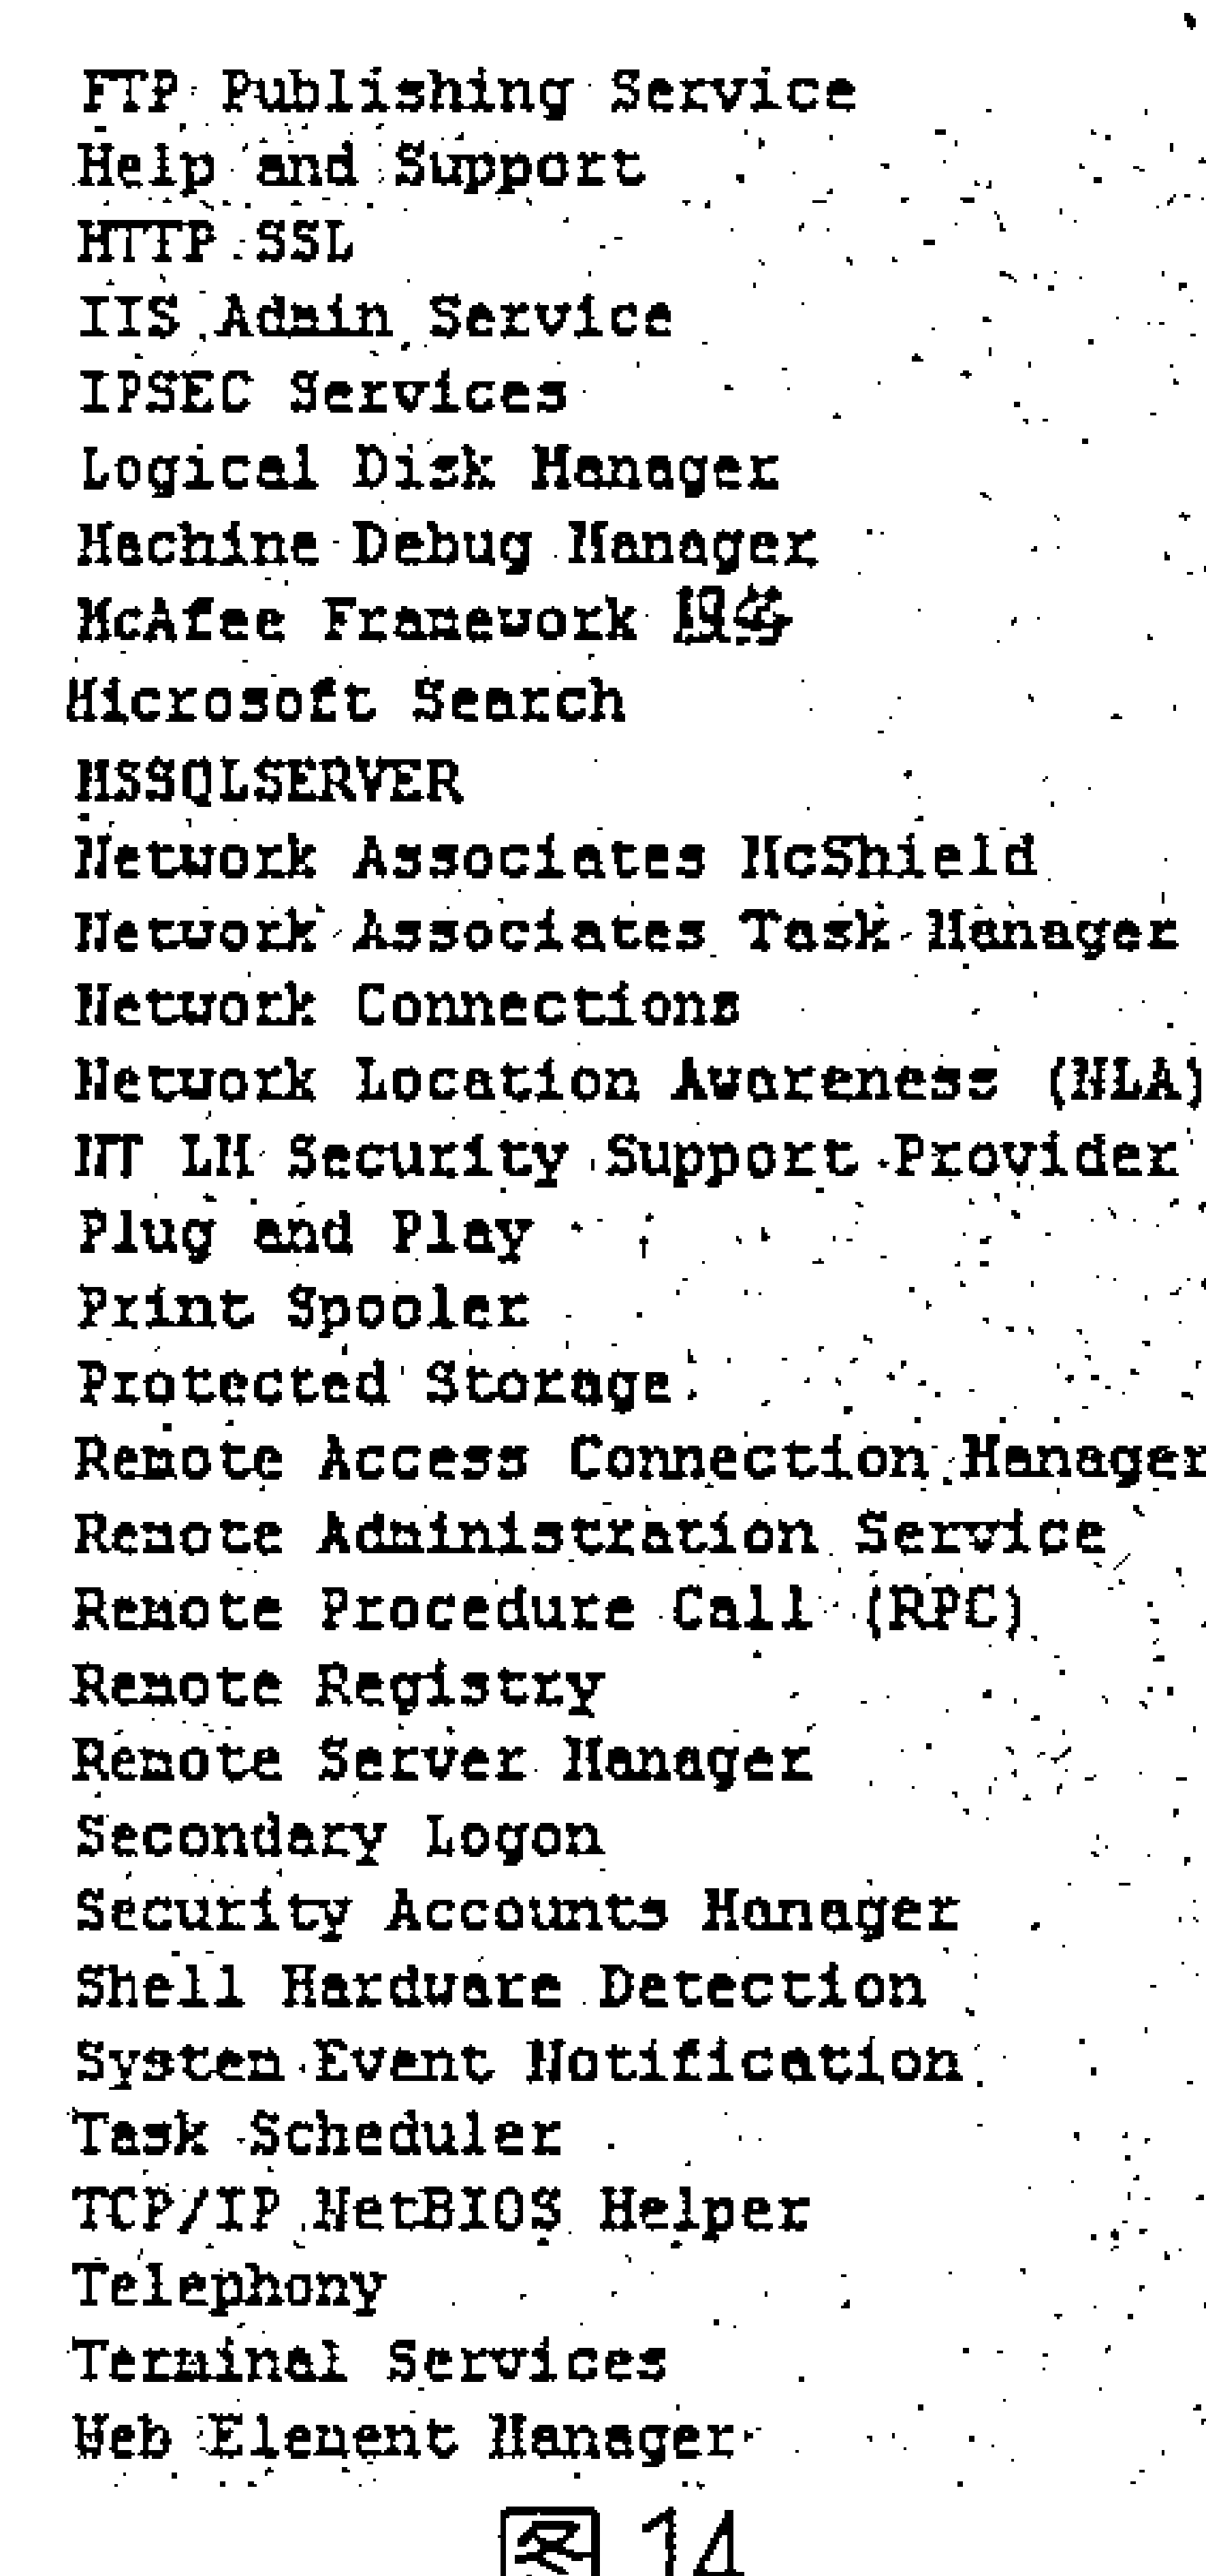 FTP Publishing Service
Help and Support
HTTP SSL
IIS Admin Service
IPSEC Services
Logical Disk Manager
Machine Debug Manager
McAfee Framework 服务
Microsoft Search
MSSQLSERVER
Network Associates McShield
Network Associates Task Manager
Network Connections
Network Location Awareness (NLA)
NT LM Security Support Provider
Plug and Play
Print Spooler
Protected Storage
Remote Access Connection Manager
Remote Administration Service
Remote Procedure Call (RPC)
Remote Registry
Remote Server Manager
Secondary Logon
Security Accounts Manager
Shell Hardware Detection
System Event Notification
Task Scheduler
TCP/IP NetBIOS Helper
Telephony
Terminal Services
Web Element Manager
图 14